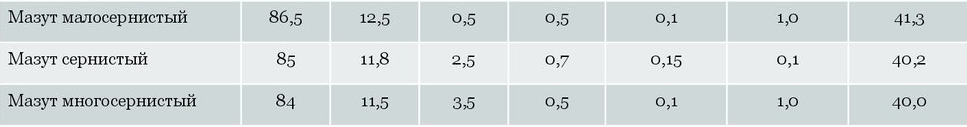 Мазут малосернистый 86,5 12,5 0,5 0,5 0,1 1,0 41,3
Мазут сернистый 85 11,8 2,5 0,7 0,15 0,1 40,2
Мазут многосернистый 84 11,5 3,5 0,5 0,1 1,0 40,0